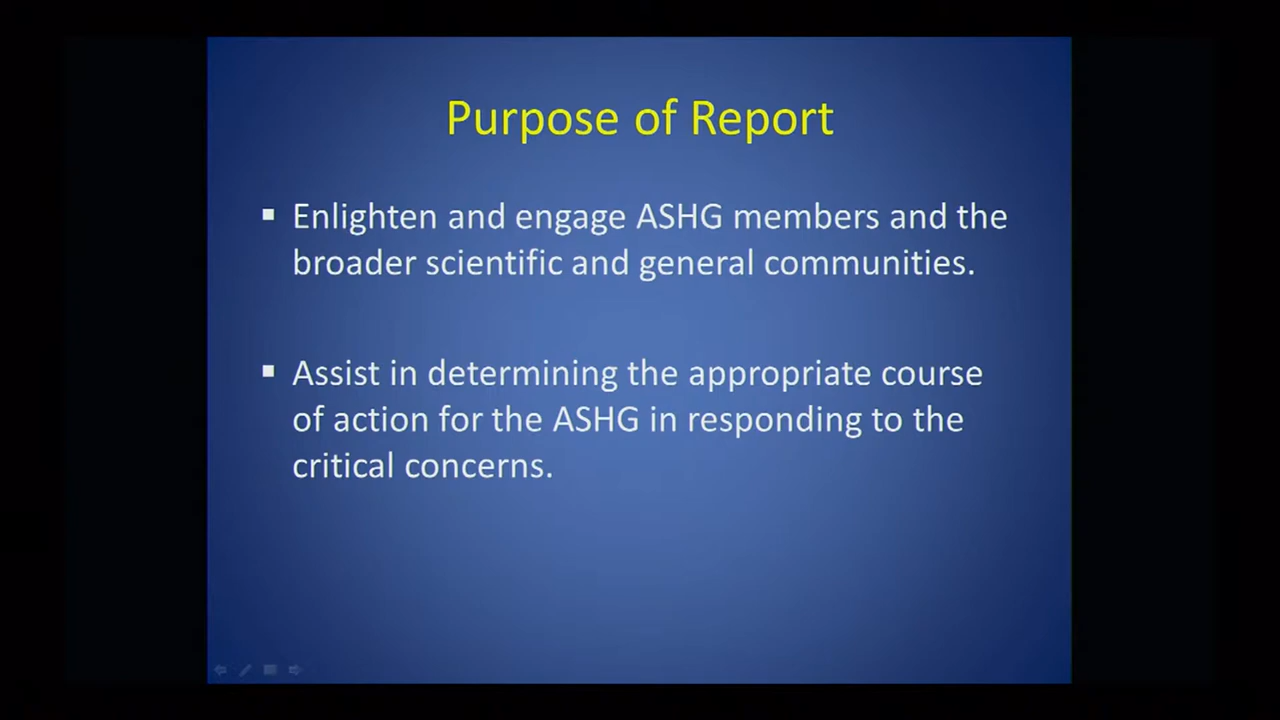 Purpose of Report
▪ Enlighten and engage ASHG members and the
broader scientific and general communities.
▪ Assist in determining the appropriate course
of action for the ASHG in responding to the
critical concerns.